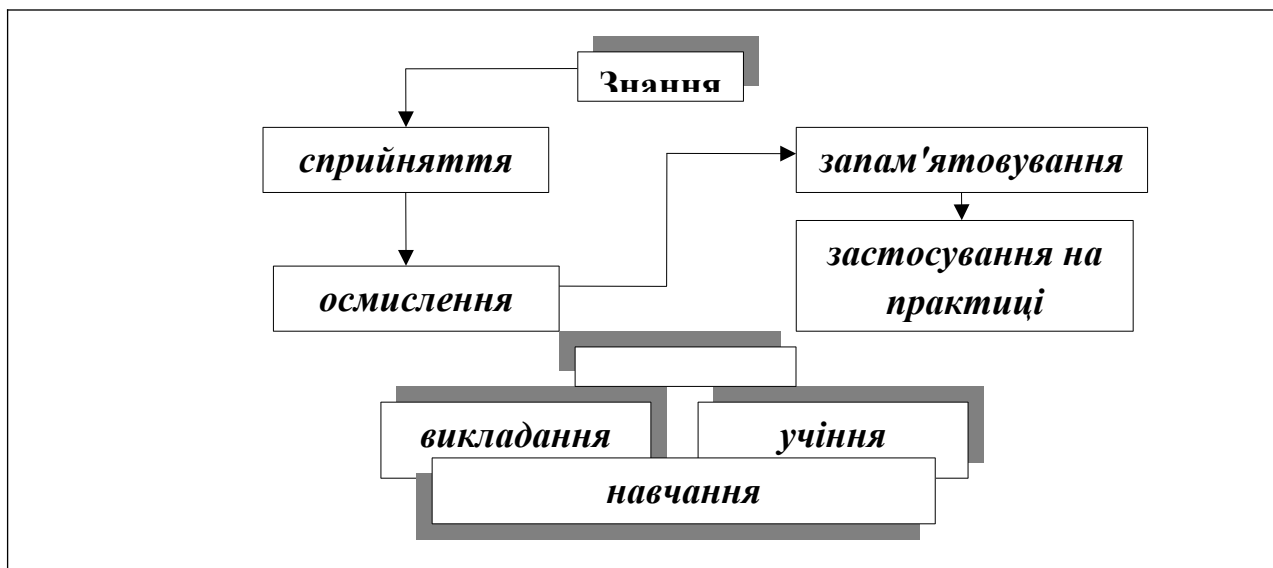 Знання
сприйняття
запам'ятовування
осмислення
застосування на
практиці
викладання
учіння
навчання